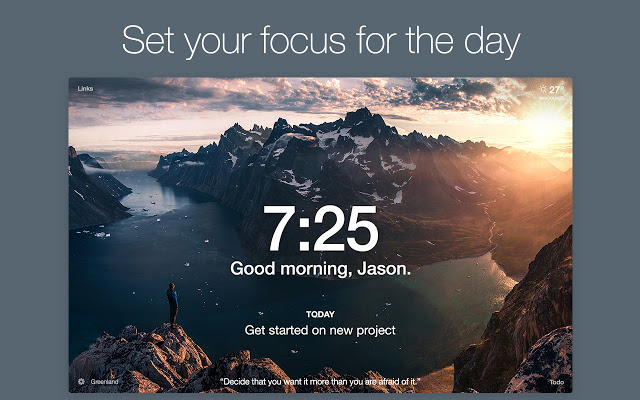 Set your focus for the day
Links
27°
7:25
Good morning, Jason.
TODAY
Get started on new project
Greenland
"Decide that you want it more than you are afraid of it."
Todo